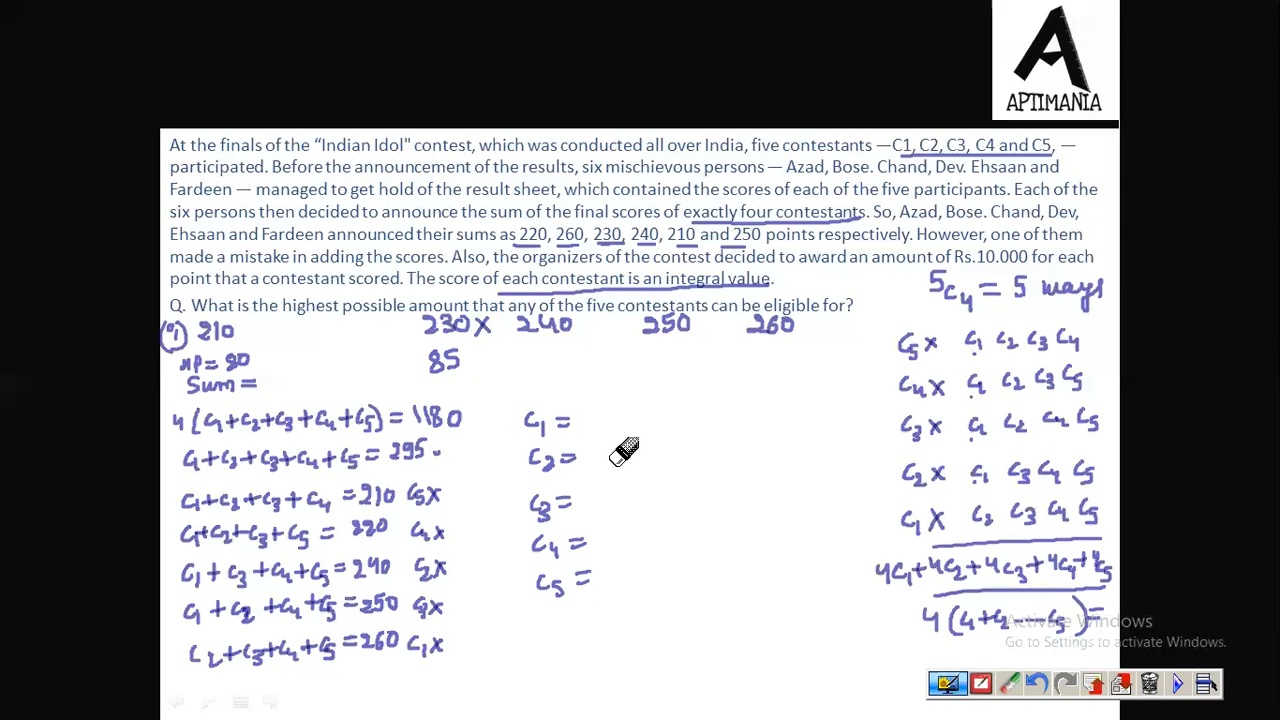 APTIMANIA
At the finals of the “Indian Idol" contest, which was conducted all over India, five contestants —C1, C2, C3, C4 and C5, —
participated. Before the announcement of the results, six mischievous persons — Azad, Bose. Chand, Dev. Ehsaan and
Fardeen — managed to get hold of the result sheet, which contained the scores of each of the five participants. Each of the
six persons then decided to announce the sum of the final scores of exactly four contestants. So, Azad, Bose. Chand, Dev,
Ehsaan and Fardeen announced their sums as 220, 260, 230, 240, 210 and 250 points respectively. However, one of them
made a mistake in adding the scores. Also, the organizers of the contest decided to award an amount of Rs.10.000 for each
point that a contestant scored. The score of each contestant is an integral value.
Q. What is the highest possible amount that any of the five contestants can be eligible for?
5C4 = 5 ways
(i) 210 230 x 240 250 260
85
Sum =
4 (C1+C2+C3+C4+C5) = 1180
C1+C2+C3+C4+C5 = 295
C1+C2+C3+C4 = 210 C5x
C1+C2+C3+C5 = 220 C4x
C1+C3+C4+C5 = 240 C2x
C1+C2+C4+C5 = 250 C3x
C2+C3+C4+C5 = 260 C1x
C1 =
C2 =
C3 =
C4 =
C5 =
C5 x C1 C2 C3 C4
C4 x C1 C2 C3 C5
C3 x C1 C2 C4 C5
C2 x C1 C3 C4 C5
C1 x C2 C3 C4 C5
4C1+4C2+4C3+4C4+4C5
4 (C1+C2 --- C5) =
Activate Windows
Go to Settings to activate Windows.